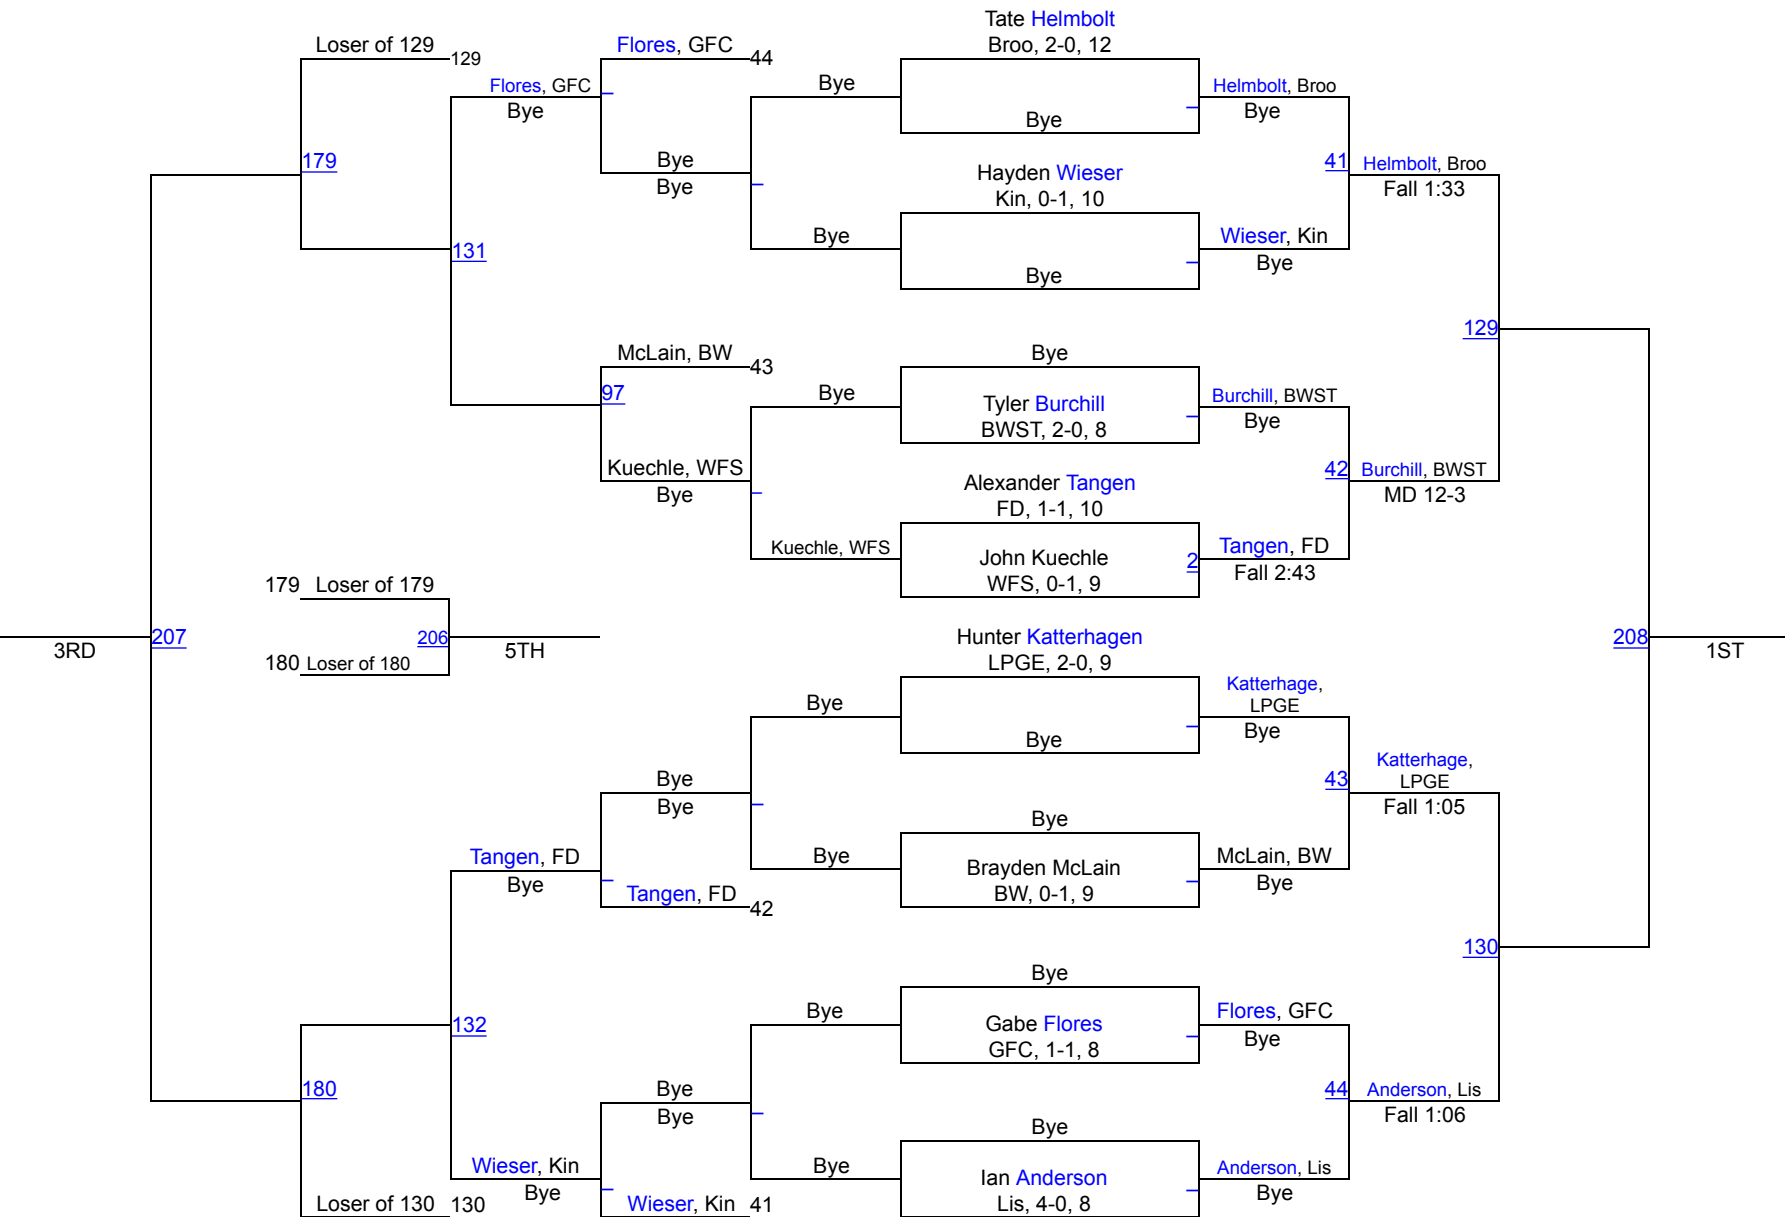 Tate Helmbolt
Broo, 2-0, 12
Loser of 129
129
Flores, GFC
44
Bye
Flores, GFC
Bye
Helmbolt, Broo
Bye
Bye
Bye
Bye
179
Hayden Wieser
Kin, 0-1, 10
41
Helmbolt, Broo
Fall 1:33
Bye
Wieser, Kin
Bye
131
Bye
129
McLain, BW
43
Bye
97
Bye
Tyler Burchill
BWST, 2-0, 8
Burchill, BWST
Bye
Kuechle, WFS
Bye
Alexander Tangen
FD, 1-1, 10
42
Burchill, BWST
MD 12-3
Kuechle, WFS
John Kuechle
WFS, 0-1, 9
2
Tangen, FD
Fall 2:43
179
Loser of 179
207
3RD
206
5TH
180
Loser of 180
Hunter Katterhagen
LPGE, 2-0, 9
208
1ST
Bye
Katterhage,
LPGE
Bye
Bye
Bye
Bye
43
Katterhage,
LPGE
Fall 1:05
Bye
Tangen, FD
Bye
Bye
Brayden McLain
BW, 0-1, 9
McLain, BW
Bye
Tangen, FD
42
130
Bye
132
Bye
Gabe Flores
GFC, 1-1, 8
Flores, GFC
Bye
180
Bye
Bye
44
Anderson, Lis
Fall 1:06
Bye
Wieser, Kin
Bye
Bye
Ian Anderson
Lis, 4-0, 8
Anderson, Lis
Bye
Loser of 130
130
Wieser, Kin
41